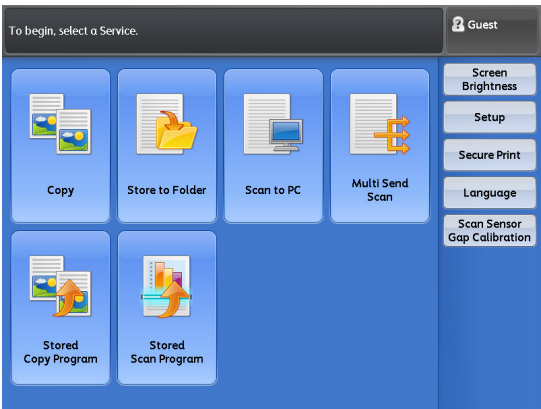 To begin, select a Service.
Guest
Screen
Brightness
Setup
Secure Print
Language
Scan Sensor
Gap Calibration
Copy
Store to Folder
Scan to PC
Multi Send
Scan
Stored
Copy Program
Stored
Scan Program